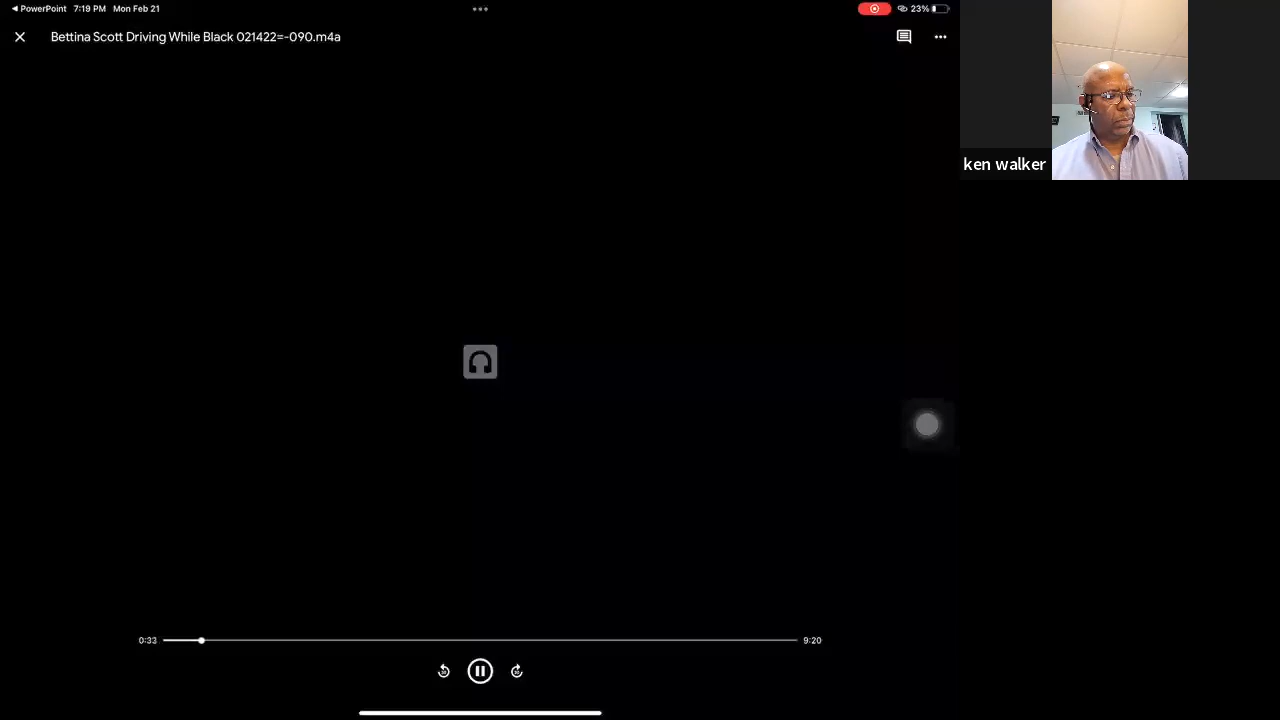 PowerPoint 7:19 PM Mon Feb 21
23%
Bettina Scott Driving While Black 021422=-090.m4a
ken walker
0:33
9:20